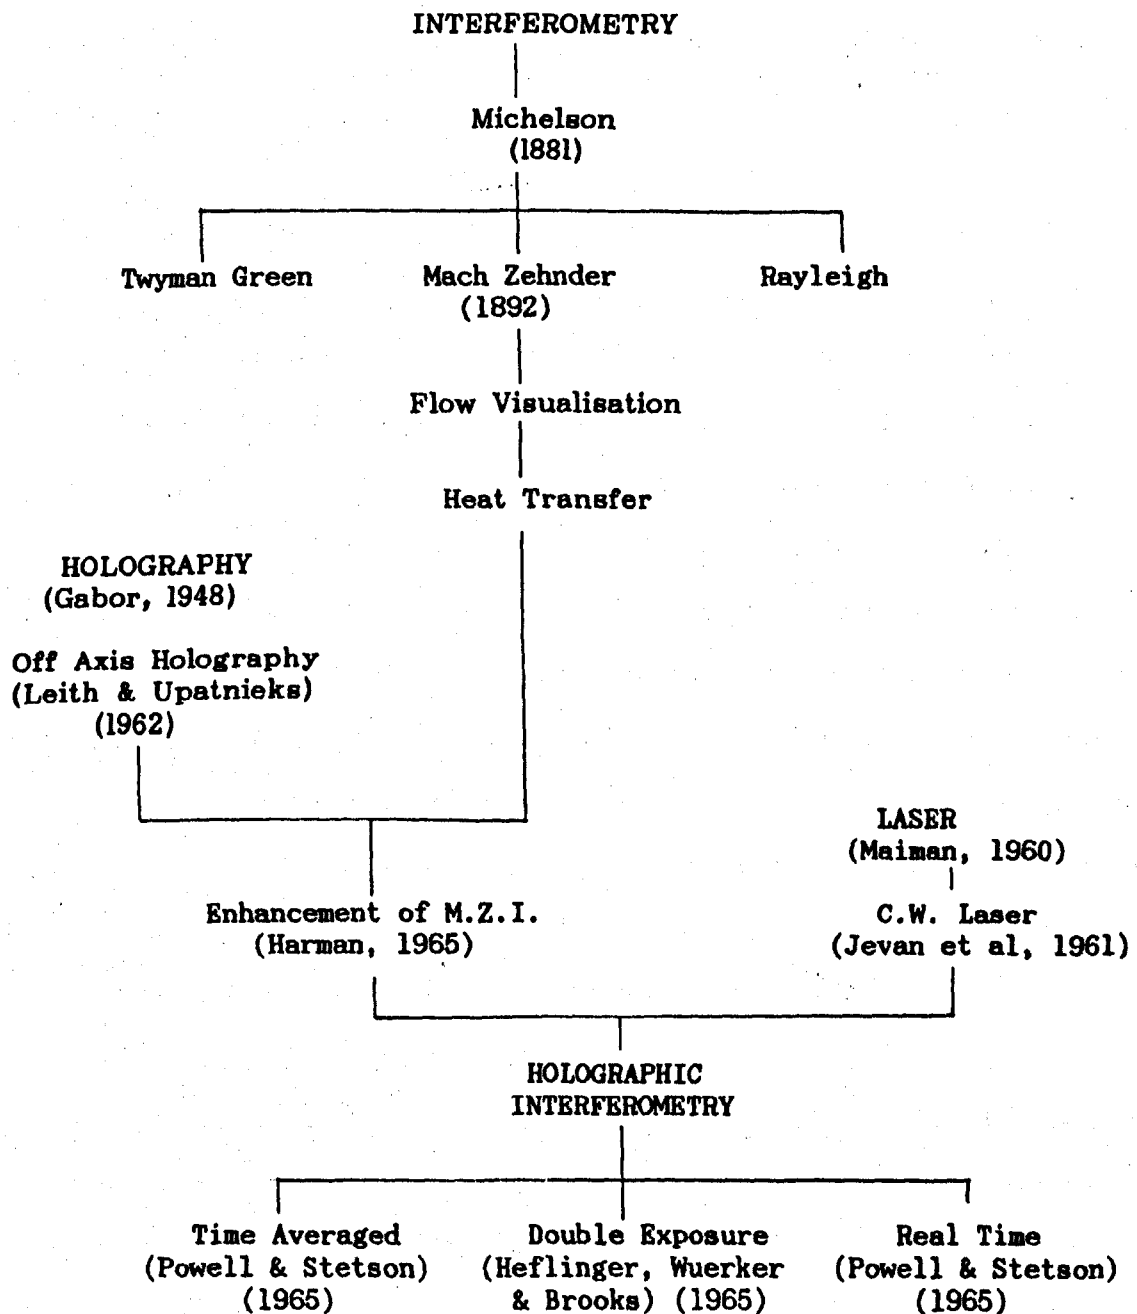 INTERFEROMETRY
Michelson
(1881)
Twyman Green
Mach Zehnder
(1892)
Rayleigh
Flow Visualisation
Heat Transfer
HOLOGRAPHY
(Gabor, 1948)
Off Axis Holography
(Leith & Upatnieks)
(1962)
LASER
(Maiman, 1960)
Enhancement of M.Z.I.
(Harman, 1965)
C.W. Laser
(Jevan et al, 1961)
HOLOGRAPHIC
INTERFEROMETRY
Time Averaged
(Powell & Stetson)
(1965)
Double Exposure
(Heflinger, Wuerker
& Brooks) (1965)
Real Time
(Powell & Stetson)
(1965)